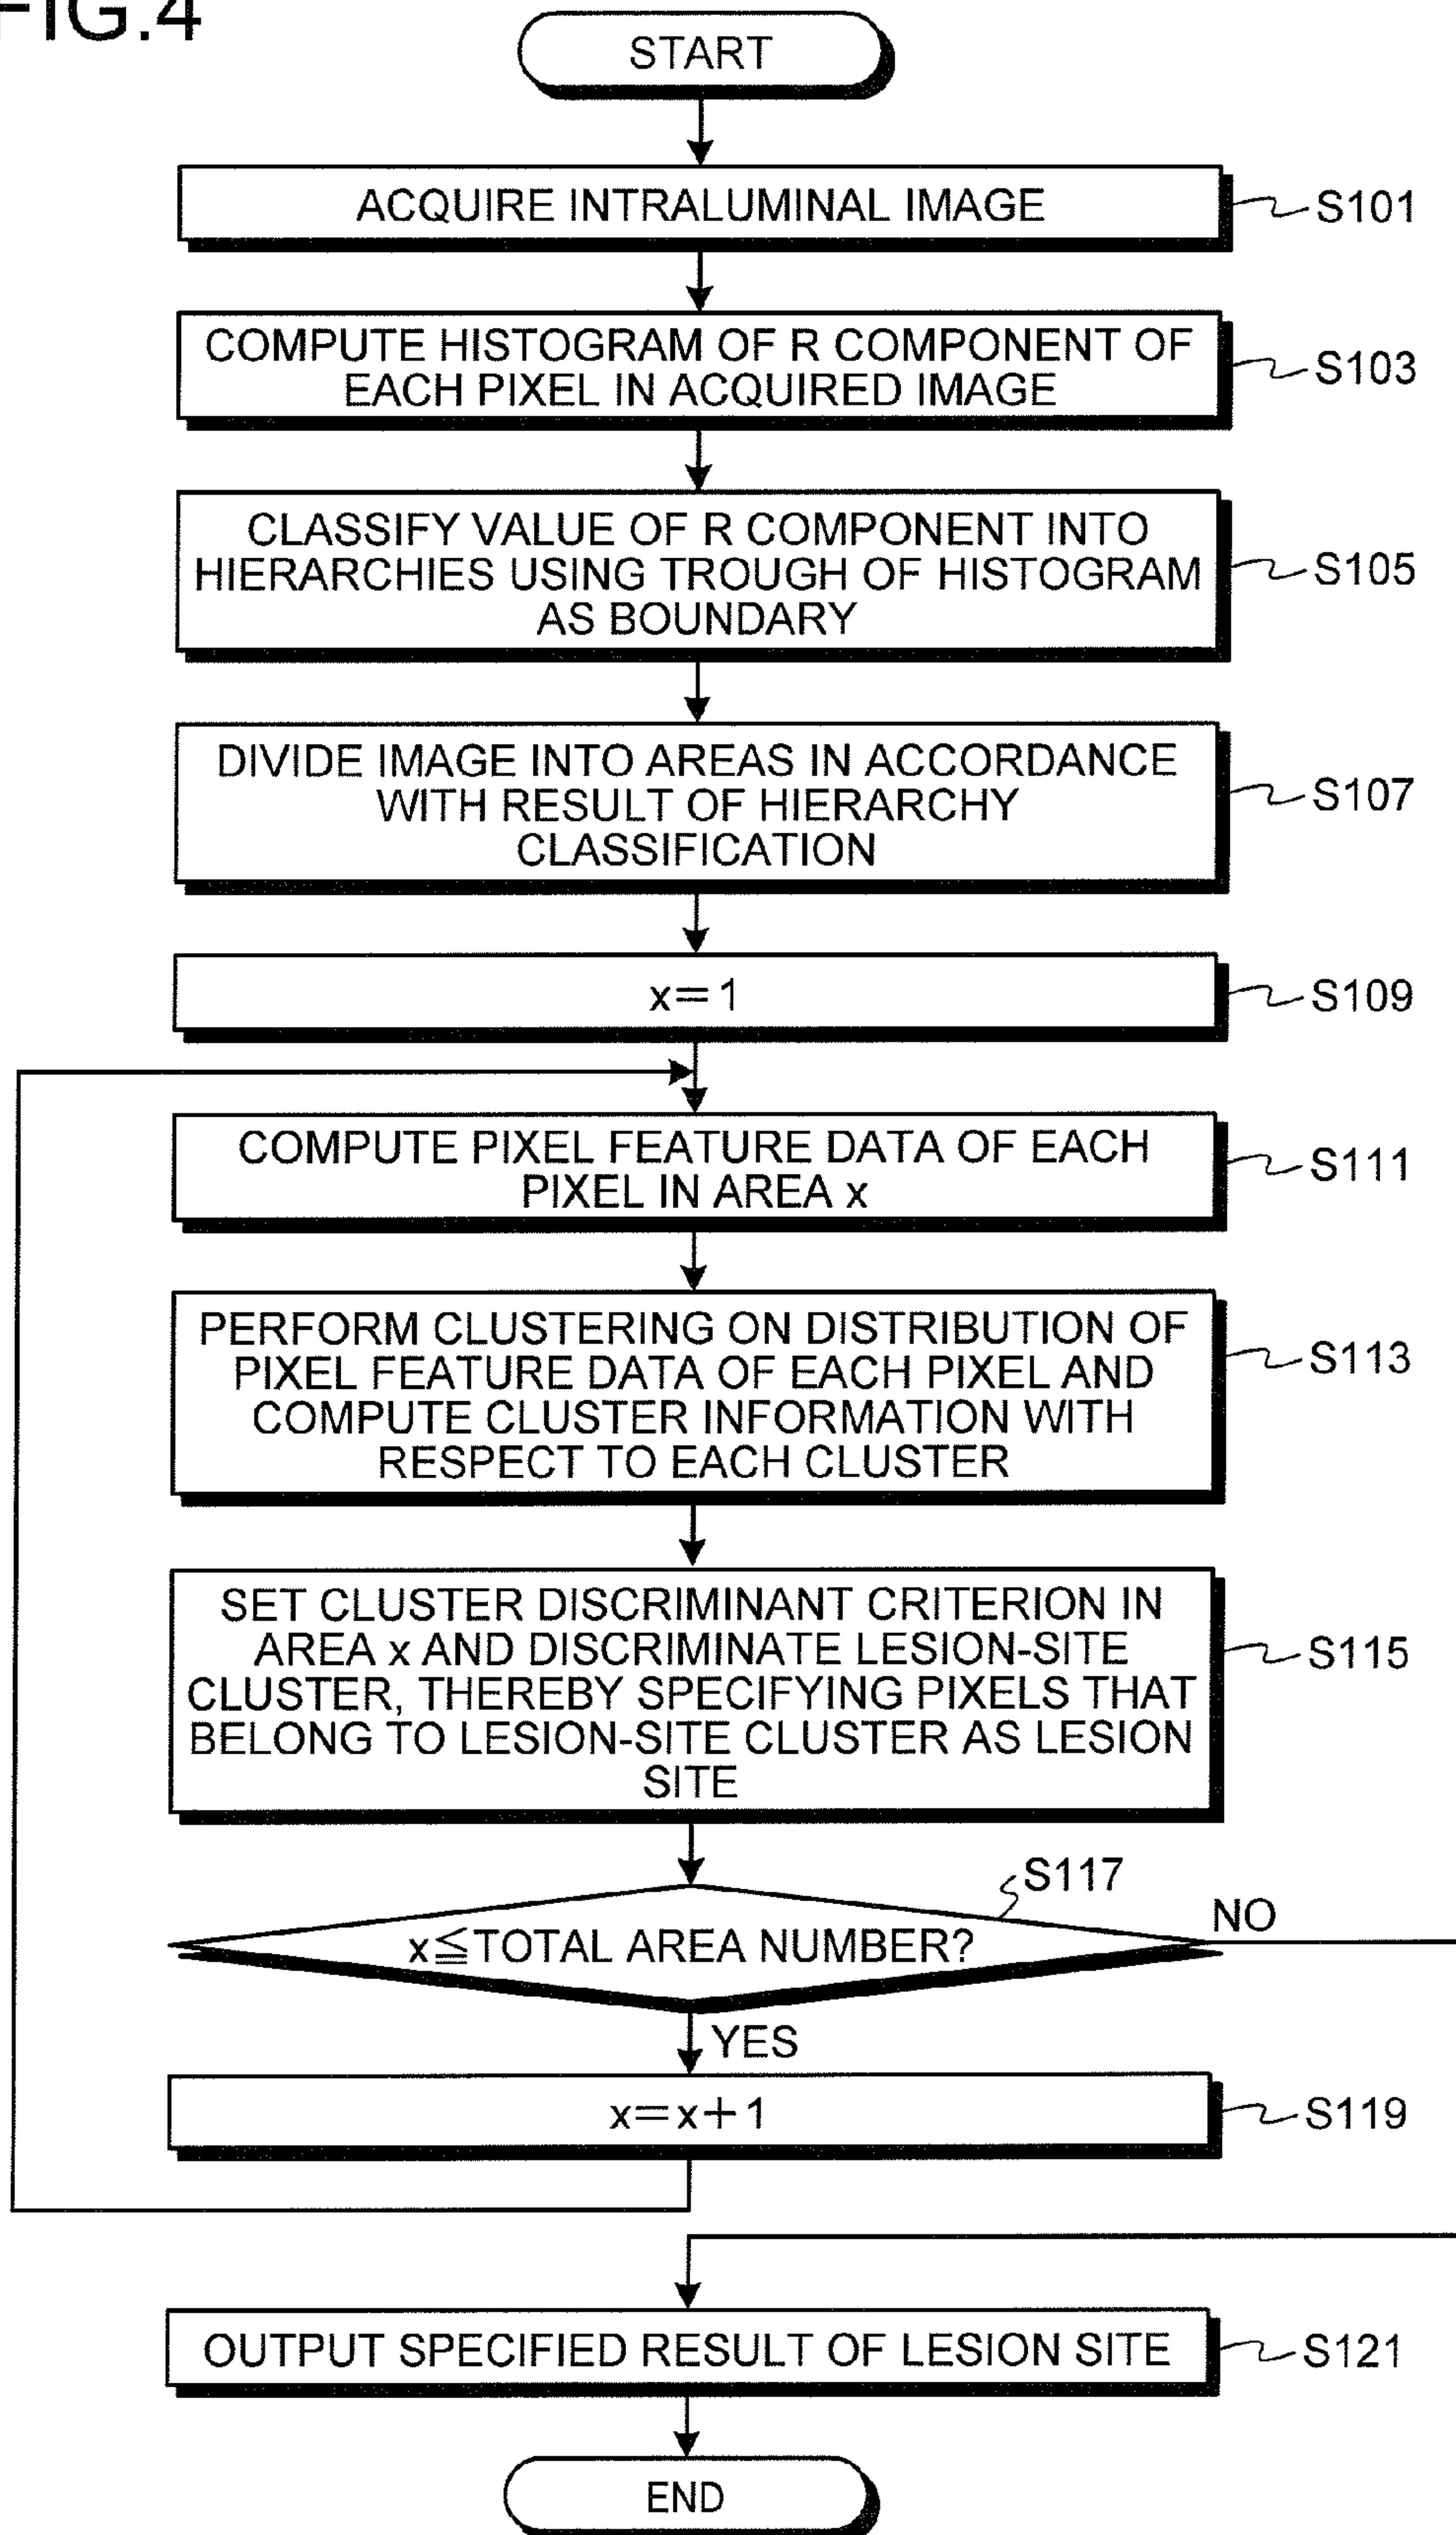 FIG.4
START
ACQUIRE INTRALUMINAL IMAGE
S101
COMPUTE HISTOGRAM OF R COMPONENT OF
EACH PIXEL IN ACQUIRED IMAGE
S103
CLASSIFY VALUE OF R COMPONENT INTO
HIERARCHIES USING TROUGH OF HISTOGRAM
AS BOUNDARY
S105
DIVIDE IMAGE INTO AREAS IN ACCORDANCE
WITH RESULT OF HIERARCHY
CLASSIFICATION
S107
x=1
S109
COMPUTE PIXEL FEATURE DATA OF EACH
PIXEL IN AREA x
S111
PERFORM CLUSTERING ON DISTRIBUTION OF
PIXEL FEATURE DATA OF EACH PIXEL AND
COMPUTE CLUSTER INFORMATION WITH
RESPECT TO EACH CLUSTER
S113
SET CLUSTER DISCRIMINANT CRITERION IN
AREA x AND DISCRIMINATE LESION-SITE
CLUSTER, THEREBY SPECIFYING PIXELS THAT
BELONG TO LESION-SITE CLUSTER AS LESION
SITE
S115
S117
x≦TOTAL AREA NUMBER?
NO
YES
x=x+1
S119
OUTPUT SPECIFIED RESULT OF LESION SITE
S121
END